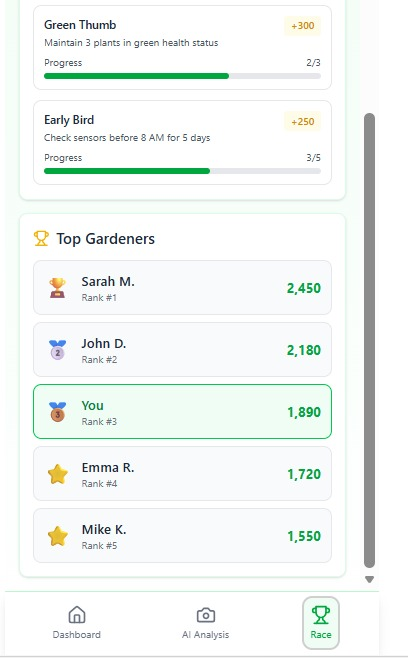 Green Thumb
+300
Maintain 3 plants in green health status
Progress
2/3
Early Bird
+250
Check sensors before 8 AM for 5 days
Progress
3/5
Top Gardeners
Sarah M.
Rank #1
2,450
2
John D.
Rank #2
2,180
3
You
Rank #3
1,890
Emma R.
Rank #4
1,720
Mike K.
Rank #5
1,550
Dashboard
AI Analysis
Race